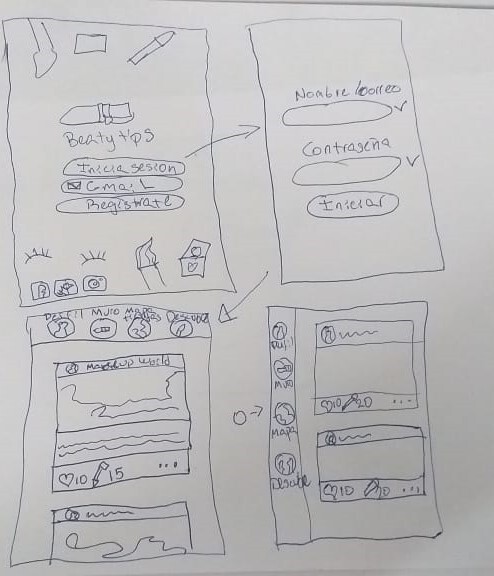 Beaty tips
Inicia sesion
Gmail
Registrate
Nombre/correo
Contraseña
Iniciar
Perfil Muro Mapa Descubre
Makeup World
10 15 ...
Perfil
Muro
Mapa
Descubre
10 20 ...
10 20 ...